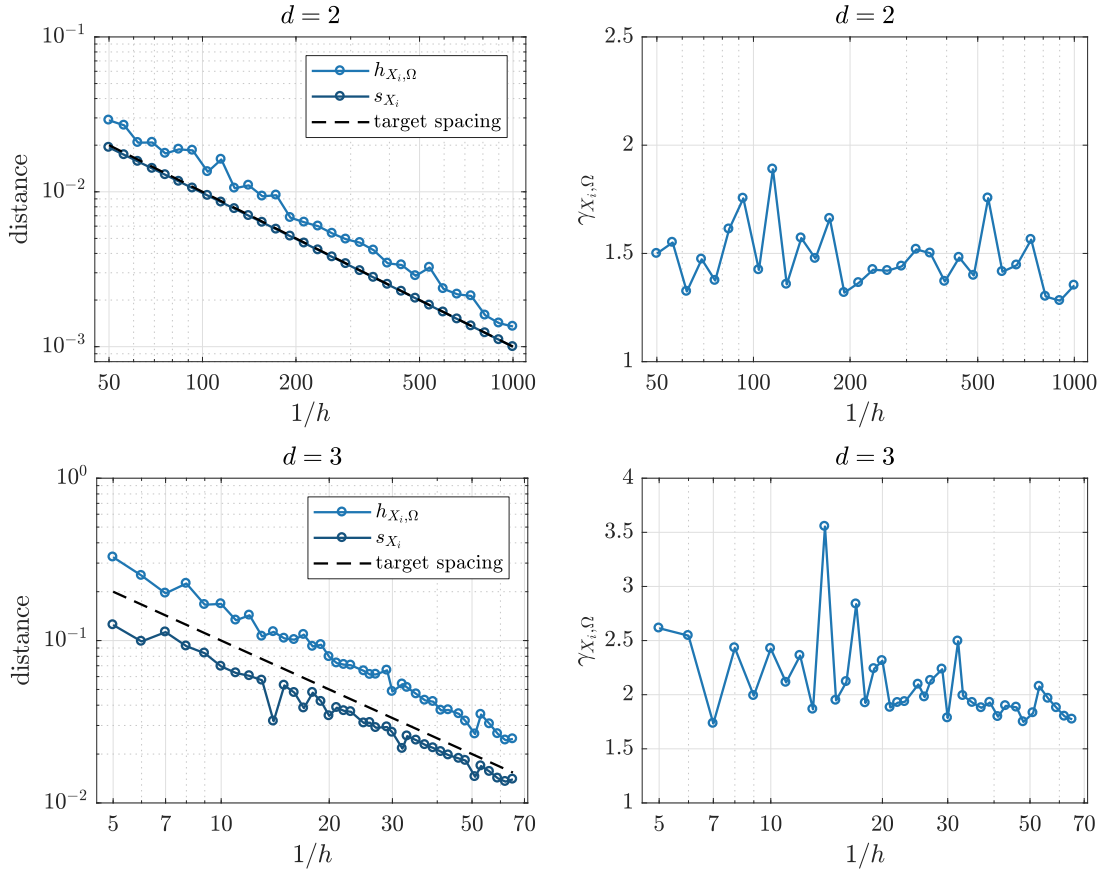 d = 2
10^{-1}
10^{-2}
10^{-3}
distance
h_{X_i,Ω}
s_{X_i}
target spacing
50 100 200 500 1000
1/h
d = 2
2.5
2
1.5
1
γ_{X_i,Ω}
50 100 200 500 1000
1/h
d = 3
10^0
10^{-1}
10^{-2}
distance
h_{X_i,Ω}
s_{X_i}
target spacing
5 7 10 20 30 50 70
1/h
d = 3
4
3.5
3
2.5
2
1.5
1
γ_{X_i,Ω}
5 7 10 20 30 50 70
1/h